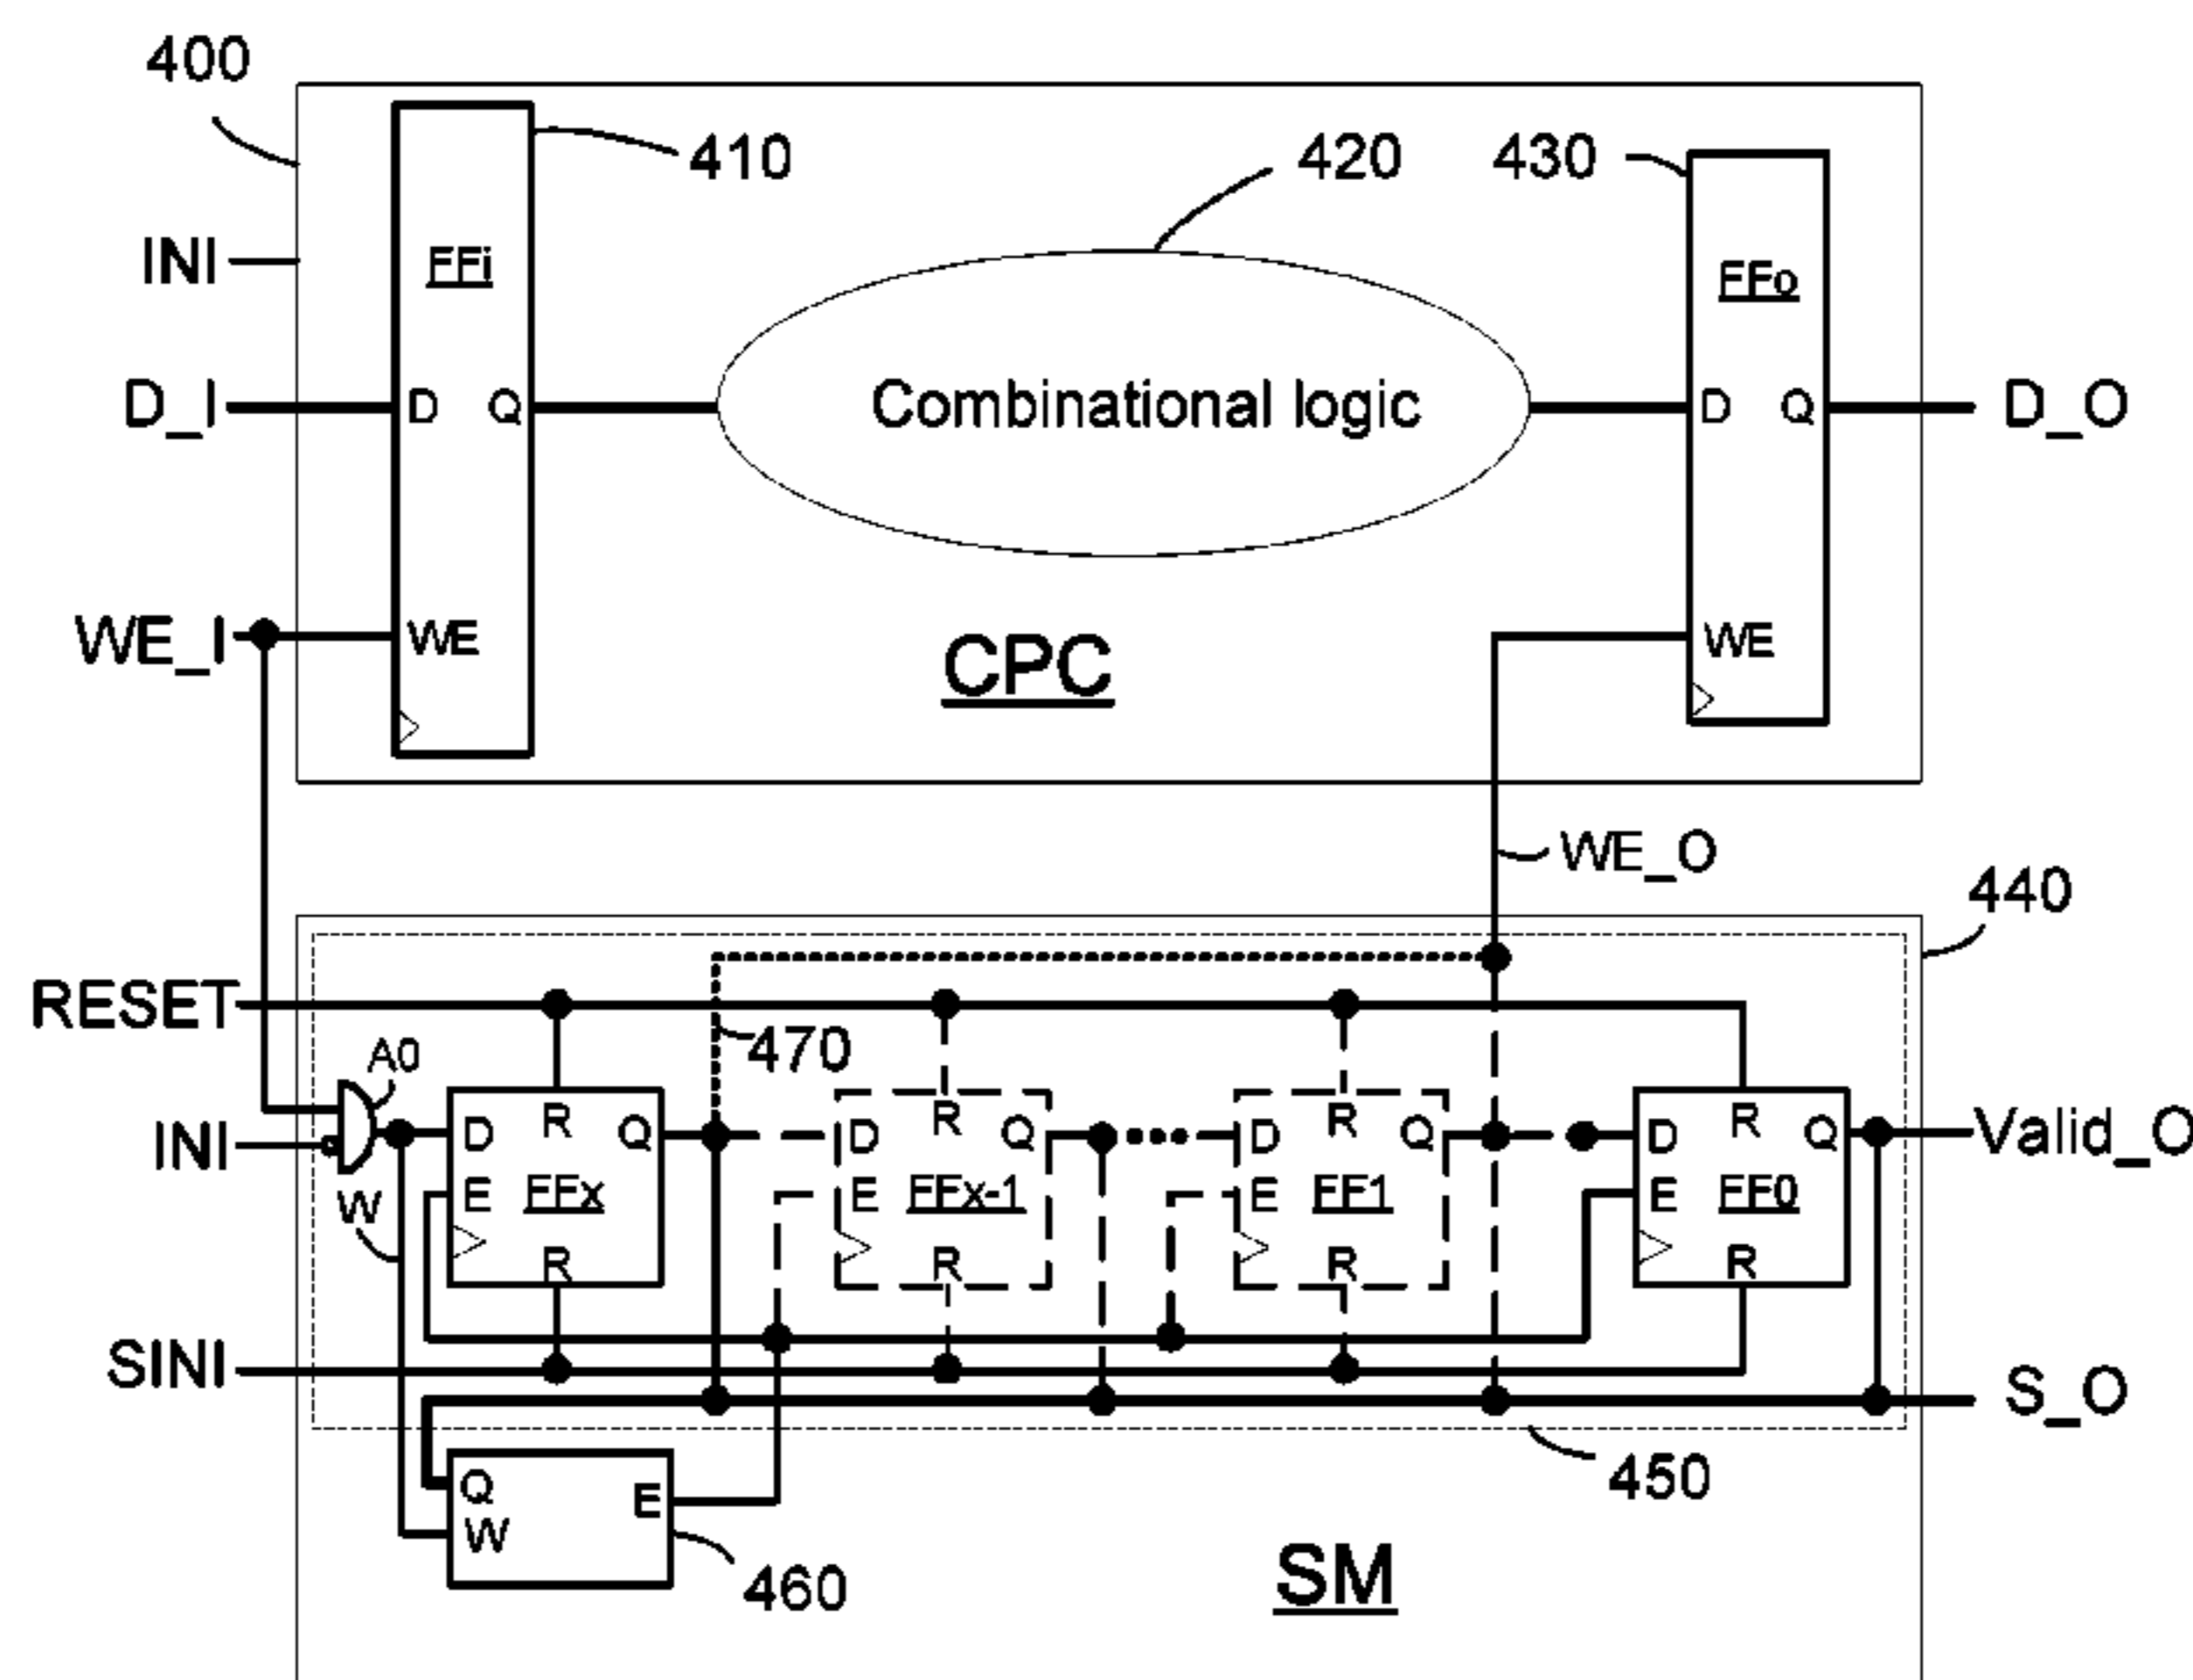 400
410
420
430
INI
FFi
FFo
D_I
D
Q
Combinational logic
D
Q
D_O
WE_I
WE
CPC
WE
WE_O
440
RESET
A0
470
INI
D
R
Q
D
R
Q
D
R
Q
D
R
Q
Valid_O
W
E
FFx
E
FFx-1
E
FF1
E
FF0
R
R
R
R
SINI
S_O
450
Q
E
W
460
SM